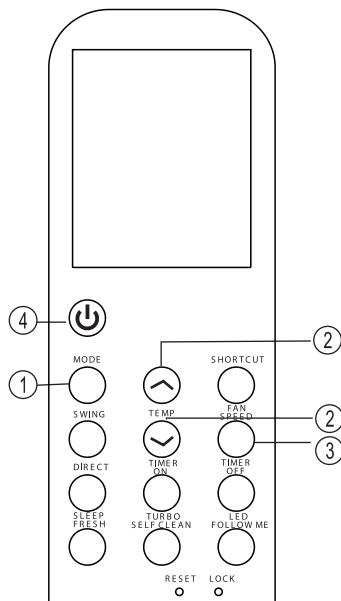 4
2
MODE
SHORTCUT
1
FAN
SPEED
SWING
TEMP
2
3
DIRECT
TIMER
ON
TIMER
OFF
SLEEP
FRESH
TURBO
SELF CLEAN
LED
FOLLOW ME
RESET
LOCK